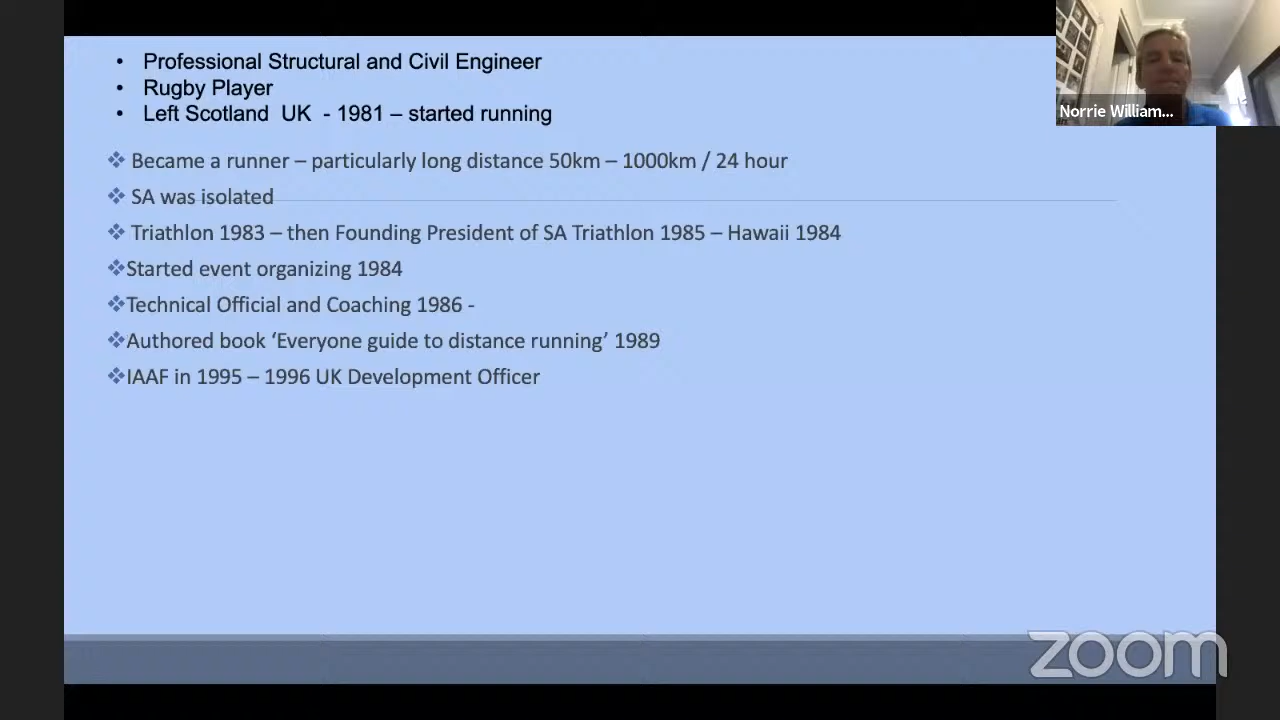 • Professional Structural and Civil Engineer
• Rugby Player
• Left Scotland UK - 1981 – started running
❖ Became a runner – particularly long distance 50km – 1000km / 24 hour
❖ SA was isolated
❖ Triathlon 1983 – then Founding President of SA Triathlon 1985 – Hawaii 1984
❖Started event organizing 1984
❖Technical Official and Coaching 1986 -
❖Authored book ‘Everyone guide to distance running’ 1989
❖IAAF in 1995 – 1996 UK Development Officer
Norrie William...
zoom